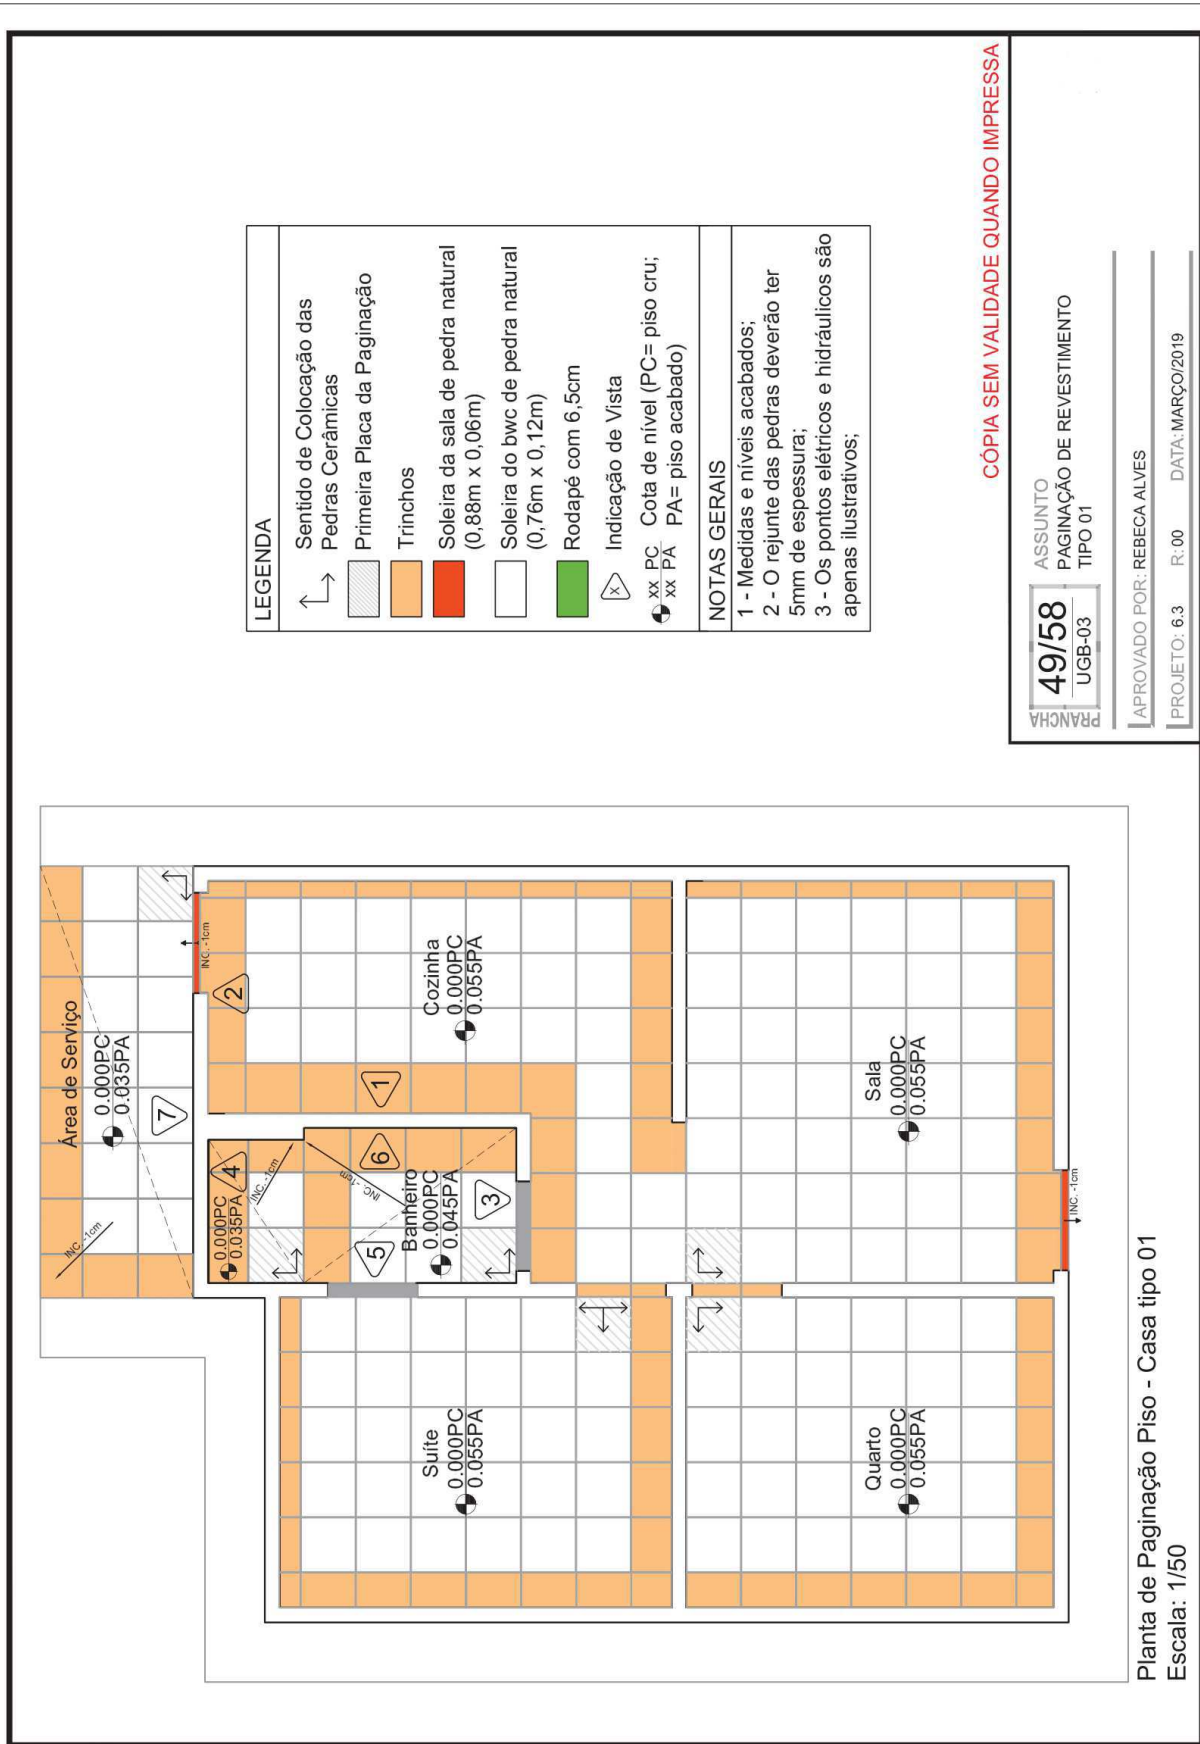 Área de Serviço
0.000PC
0.035PA
INC. -1cm
7
INC. -1cm
2
0.000PC
0.035PA
4
INC. -1cm
INC. -1cm
6
1
Banheiro
0.000PC
0.045PA
5
3
Cozinha
0.000PC
0.055PA
Suíte
0.000PC
0.055PA
Sala
0.000PC
0.055PA
Quarto
0.000PC
0.055PA
INC. -1cm
Planta de Paginação Piso - Casa tipo 01
Escala: 1/50
LEGENDA
Sentido de Colocação das
Pedras Cerâmicas
Primeira Placa da Paginação
Trinchos
Soleira da sala de pedra natural
(0,88m x 0,06m)
Soleira do bwc de pedra natural
(0,76m x 0,12m)
Rodapé com 6,5cm
x Indicação de Vista
xx PC Cota de nível (PC= piso cru;
xx PA PA= piso acabado)
NOTAS GERAIS
1 - Medidas e níveis acabados;
2 - O rejunte das pedras deverão ter
5mm de espessura;
3 - Os pontos elétricos e hidráulicos são
apenas ilustrativos;
CÓPIA SEM VALIDADE QUANDO IMPRESSA
PRANCHA
49/58
UGB-03
ASSUNTO
PAGINAÇÃO DE REVESTIMENTO
TIPO 01
APROVADO POR: REBECA ALVES
PROJETO: 6.3 R: 00 DATA: MARÇO/2019